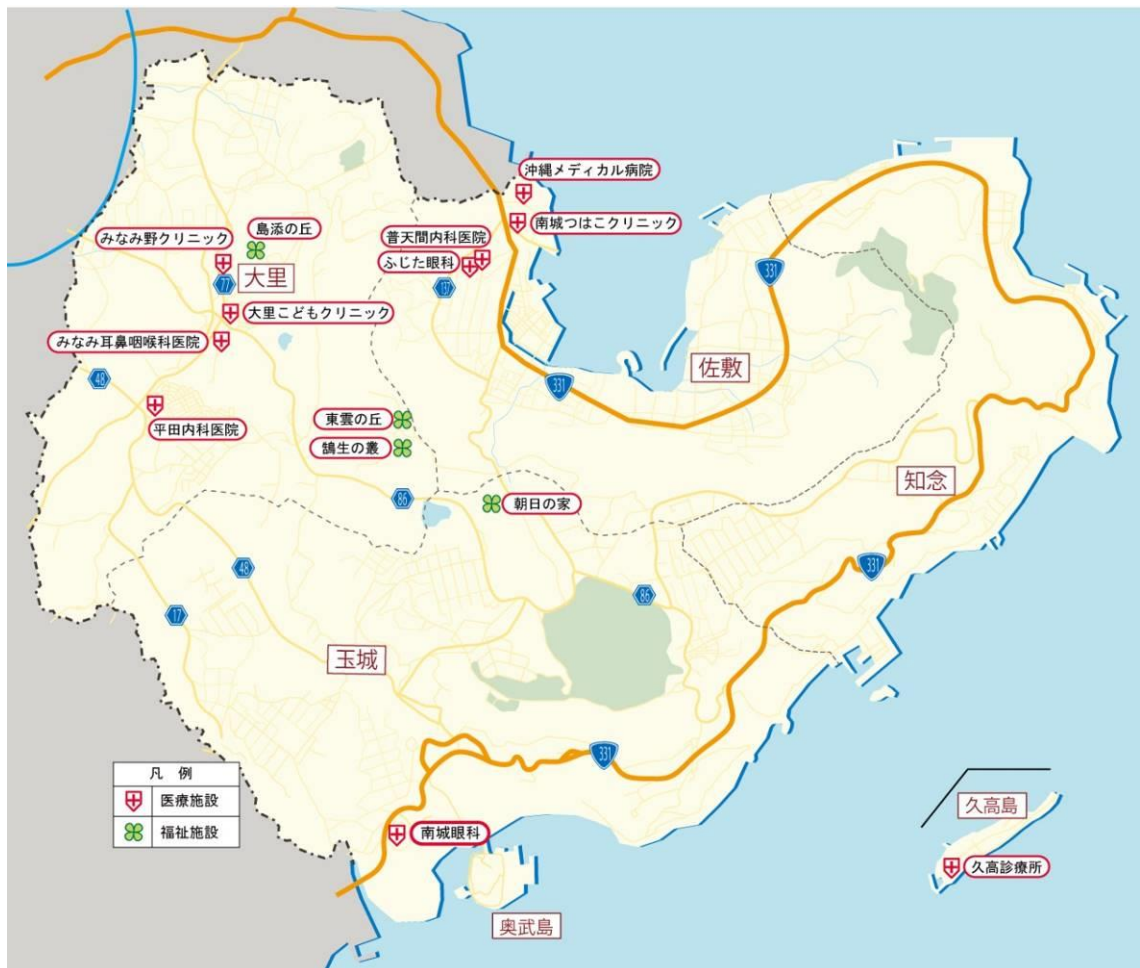 沖縄メディカル病院
南城つはこクリニック
島添の丘
みなみ野クリニック
普天間内科医院
ふじた眼科
大里
77
137
331
大里こどもクリニック
みなみ耳鼻咽喉科医院
佐敷
48
331
平田内科医院
東雲の丘
鵠生の叢
知念
86
朝日の家
331
48
86
17
玉城
331
凡 例
医療施設
福祉施設
南城眼科
久高島
久高診療所
奥武島